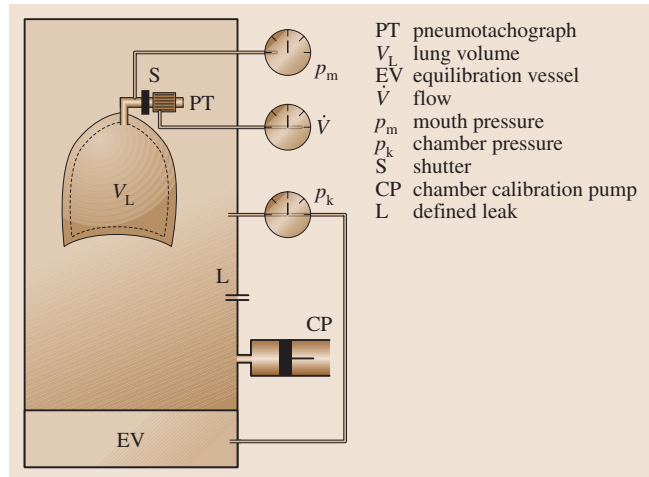 S
p_m
PT
V̇
V_L
p_k
L
CP
EV
PT pneumotachograph
V_L lung volume
EV equilibration vessel
V̇ flow
p_m mouth pressure
p_k chamber pressure
S shutter
CP chamber calibration pump
L defined leak